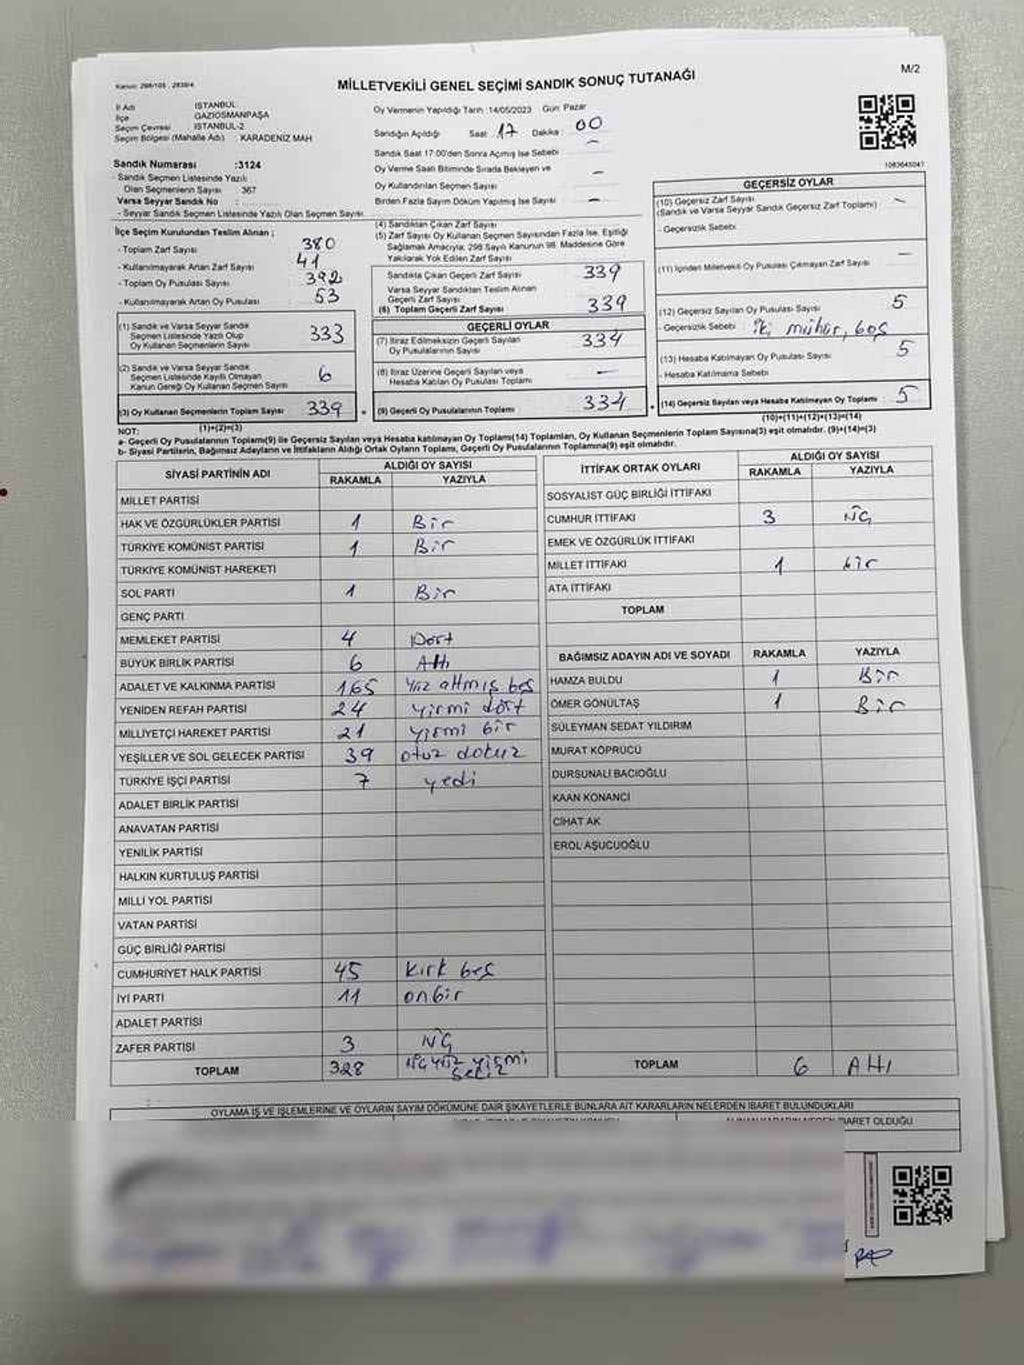 Kanun: 298/105 , 2839/4
MİLLETVEKİLİ GENEL SEÇİMİ SANDIK SONUÇ TUTANAĞI
M/2
İl Adı İSTANBUL
İlçe GAZİOSMANPAŞA
Seçim Çevresi İSTANBUL-2
Seçim Bölgesi (Mahalle Adı) : KARADENİZ MAH
Sandık Numarası :3124
- Sandık Seçmen Listesinde Yazılı
Olan Seçmenlerin Sayısı : 367
Varsa Seyyar Sandık No :
- Seyyar Sandık Seçmen Listesinde Yazılı Olan Seçmen Sayısı
Oy Vermenin Yapıldığı Tarih :14/05/2023 Gün: Pazar
Sandığın Açıldığı Saat: 17 Dakika: 00
Sandık Saat 17:00'den Sonra Açılmış İse Sebebi –
Oy Verme Saati Bitiminde Sırada Bekleyen ve
Oy Kullandırılan Seçmen Sayısı –
Birden Fazla Sayım Döküm Yapılmış İse Sayısı –
1083645047
İlçe Seçim Kurulundan Teslim Alınan ;
- Toplam Zarf Sayısı 380
- Kullanılmayarak Artan Zarf Sayısı 41
- Toplam Oy Pusulası Sayısı 392
- Kullanılmayarak Artan Oy Pusulası 53
(1) Sandık ve Varsa Seyyar Sandık
Seçmen Listesinde Yazılı Olup
Oy Kullanan Seçmenlerin Sayısı 333
(2) Sandık ve Varsa Seyyar Sandık
Seçmen Listesinde Kayıtlı Olmayan
Kanun Gereği Oy Kullanan Seçmen Sayısı 6
(3) Oy Kullanan Seçmenlerin Toplam Sayısı 339
(1)+(2)=(3)
(4) Sandıktan Çıkan Zarf Sayısı
(5) Zarf Sayısı Oy Kullanan Seçmen Sayısından Fazla İse, Eşitliği
Sağlamak Amacıyla, 298 Sayılı Kanunun 98. Maddesine Göre
Yakılarak Yok Edilen Zarf Sayısı
Sandıkta Çıkan Geçerli Zarf Sayısı 339
Varsa Seyyar Sandıktan Teslim Alınan
Geçerli Zarf Sayısı
(6) Toplam Geçerli Zarf Sayısı 339
GEÇERLİ OYLAR
(7) İtiraz Edilmeksizin Geçerli Sayılan
Oy Pusulalarının Sayısı 334
(8) İtiraz Üzerine Geçerli Sayılan veya
Hesaba Katılan Oy Pusulası Toplamı –
(9) Geçerli Oy Pusulalarının Toplamı 334
GEÇERSİZ OYLAR
(10) Geçersiz Zarf Sayısı –
(Sandık ve Varsa Seyyar Sandık Geçersiz Zarf Toplamı)
- Geçersizlik Sebebi
(11) İçinden Milletvekili Oy Pusulası Çıkmayan Zarf Sayısı –
(12) Geçersiz Sayılan Oy Pusulası Sayısı 5
- Geçersizlik Sebebi iki mühür, boş
(13) Hesaba Katılmayan Oy Pusulası Sayısı 5
- Hesaba Katılmama Sebebi
(14) Geçersiz Sayılan veya Hesaba Katılmayan Oy Toplamı 5
(10)+(11)+(12)+(13)=(14)
NOT:
a- Geçerli Oy Pusulalarının Toplamı(9) ile Geçersiz Sayılan veya Hesaba katılmayan Oy Toplamı(14) Toplamları, Oy Kullanan Seçmenlerin Toplam Sayısına(3) eşit olmalıdır. (9)+(14)=(3)
b- Siyasi Partilerin, Bağımsız Adayların ve İttifakların Aldığı Ortak Oyların Toplamı, Geçerli Oy Pusulalarının Toplamına(9) eşit olmalıdır.
SİYASİ PARTİNİN ADI ALDIĞI OY SAYISI
RAKAMLA YAZIYLA
MİLLET PARTİSİ
HAK VE ÖZGÜRLÜKLER PARTİSİ 1 Bir
TÜRKİYE KOMÜNİST PARTİSİ 1 Bir
TÜRKİYE KOMÜNİST HAREKETİ
SOL PARTİ 1 Bir
GENÇ PARTİ
MEMLEKET PARTİSİ 4 Dört
BÜYÜK BİRLİK PARTİSİ 6 Altı
ADALET VE KALKINMA PARTİSİ 165 Yüz altmış beş
YENİDEN REFAH PARTİSİ 24 yirmi dört
MİLLİYETÇİ HAREKET PARTİSİ 21 yirmi bir
YEŞİLLER VE SOL GELECEK PARTİSİ 39 otuz dokuz
TÜRKİYE İŞÇİ PARTİSİ 7 yedi
ADALET BİRLİK PARTİSİ
ANAVATAN PARTİSİ
YENİLİK PARTİSİ
HALKIN KURTULUŞ PARTİSİ
MİLLİ YOL PARTİSİ
VATAN PARTİSİ
GÜÇ BİRLİĞİ PARTİSİ
CUMHURİYET HALK PARTİSİ 45 kırk beş
İYİ PARTİ 11 onbir
ADALET PARTİSİ
ZAFER PARTİSİ 3 ÜÇ
TOPLAM 328 üç yüz yirmi sekiz
İTTİFAK ORTAK OYLARI ALDIĞI OY SAYISI
RAKAMLA YAZIYLA
SOSYALİST GÜÇ BİRLİĞİ İTTİFAKI
CUMHUR İTTİFAKI 3 ÜÇ
EMEK VE ÖZGÜRLÜK İTTİFAKI
MİLLET İTTİFAKI 1 bir
ATA İTTİFAKI
TOPLAM
BAĞIMSIZ ADAYIN ADI VE SOYADI RAKAMLA YAZIYLA
HAMZA BULDU 1 Bir
ÖMER GÖNÜLTAŞ 1 Bir
SÜLEYMAN SEDAT YILDIRIM
MURAT KÖPRÜCÜ
DURSUNALİ BACIOĞLU
KAAN KONANCI
CİHAT AK
EROL AŞUCUOĞLU
TOPLAM 6 Altı
OYLAMA İŞ VE İŞLEMLERİNE VE OYLARIN SAYIM DÖKÜMÜNE DAİR ŞİKAYETLERLE BUNLARA AİT KARARLARIN NELERDEN İBARET BULUNDUKLARI
İBARET OLDUĞU